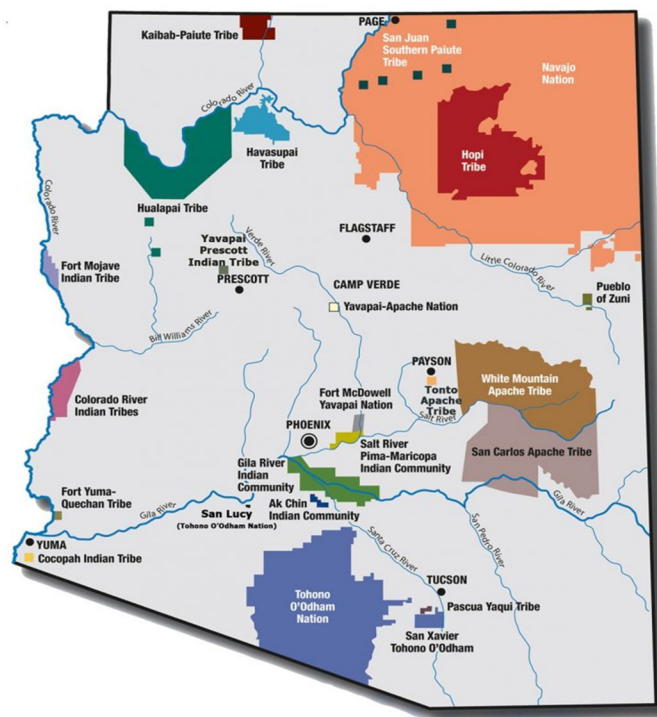 Kaibab-Paiute Tribe
PAGE
San Juan
Southern Paiute
Tribe
Navajo
Nation
Colorado River
Havasupai
Tribe
Hopi
Tribe
Colorado River
Hualapai Tribe
Yavapai
Prescott
Indian Tribe
Verde River
FLAGSTAFF
Little Colorado River
Fort Mojave
Indian Tribe
PRESCOTT
CAMP VERDE
Yavapai-Apache Nation
Pueblo
of Zuni
Bill Williams River
PAYSON
Tonto
Apache
Tribe
White Mountain
Apache Tribe
Colorado River
Indian Tribes
Fort McDowell
Yavapai Nation
Salt River
PHOENIX
Salt River
Pima-Maricopa
Indian Community
San Carlos Apache Tribe
Gila River
Indian
Community
Fort Yuma-
Quechan Tribe
Gila River
San Lucy
(Tohono O'Odham Nation)
Ak Chin
Indian Community
Gila River
YUMA
Cocopah Indian Tribe
Santa Cruz River
San Pedro River
Tohono
O'Odham
Nation
TUCSON
Pascua Yaqui Tribe
San Xavier
Tohono O'Odham